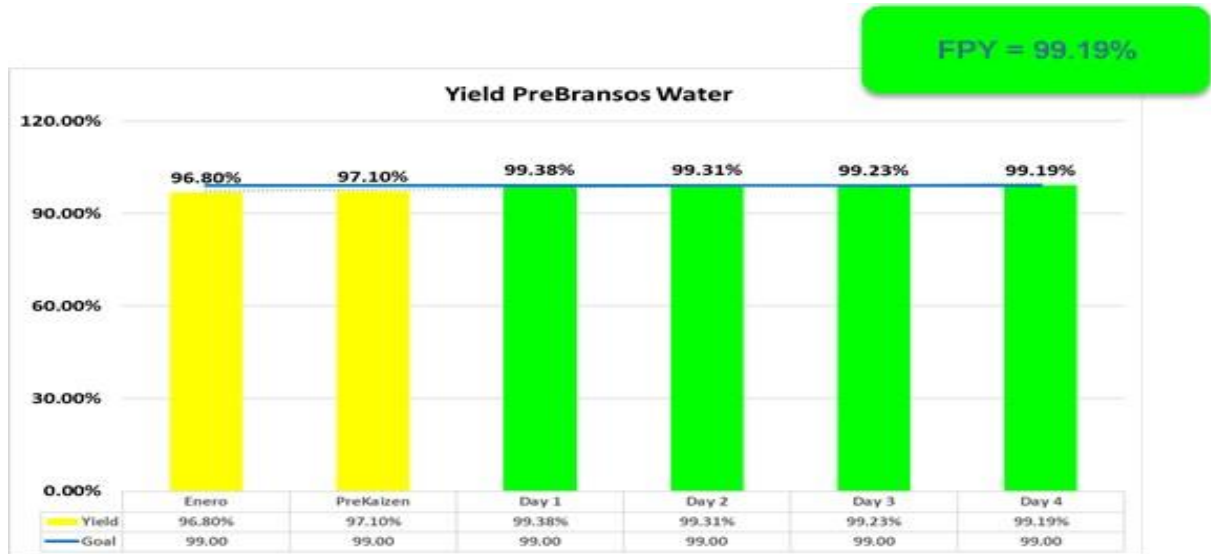 FPY = 99.19%
Yield PreBransos Water
120.00%
96.80% 97.10% 99.38% 99.31% 99.23% 99.19%
90.00%
60.00%
30.00%
0.00%
Enero PreKaizen Day 1 Day 2 Day 3 Day 4
Yield 96.80% 97.10% 99.38% 99.31% 99.23% 99.19%
Goal 99.00 99.00 99.00 99.00 99.00 99.00